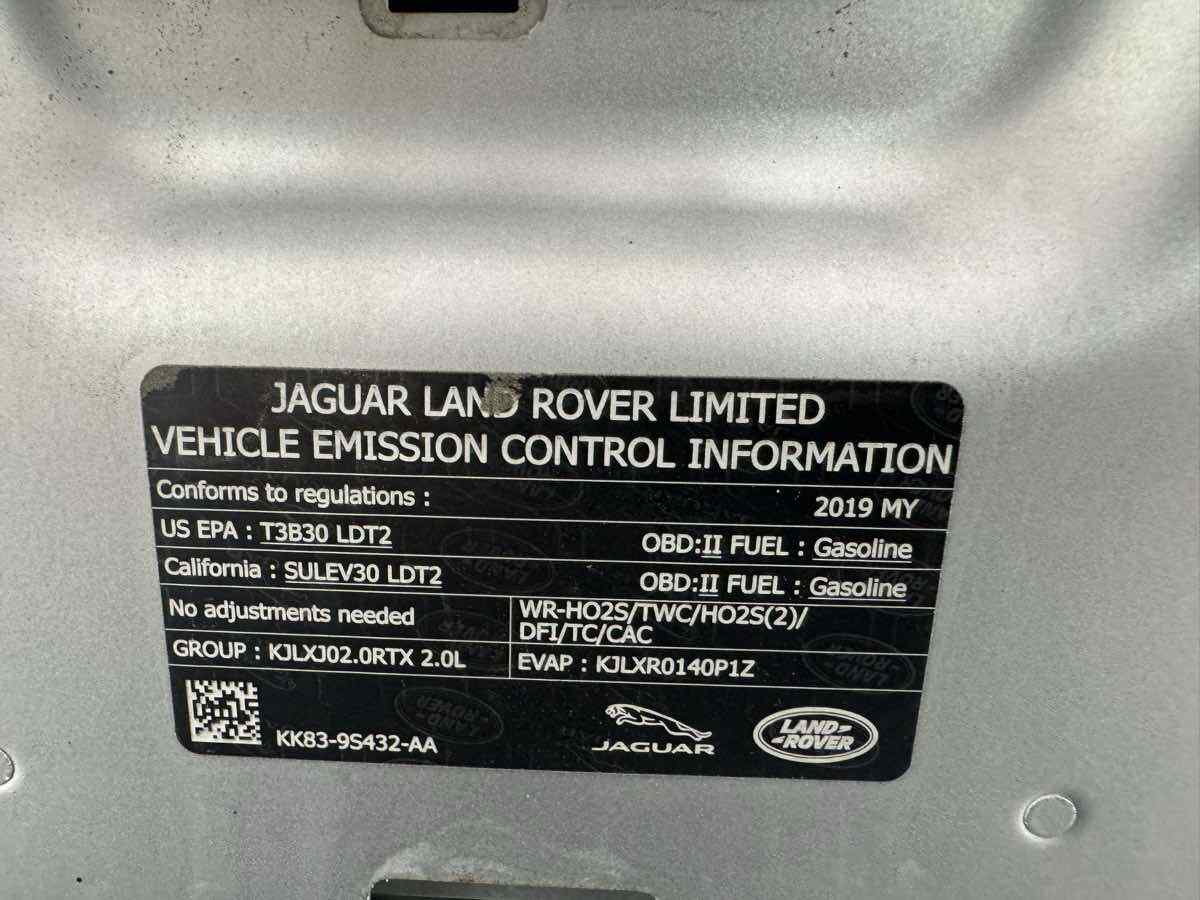 JAGUAR LAND ROVER LIMITED
VEHICLE EMISSION CONTROL INFORMATION
Conforms to regulations :
2019 MY
US EPA : T3B30 LDT2
OBD:II FUEL : Gasoline
California : SULEV30 LDT2
OBD:II FUEL : Gasoline
No adjustments needed
WR-HO2S/TWC/HO2S(2)/
DFI/TC/CAC
GROUP : KJLXJ02.0RTX 2.0L
EVAP : KJLXR0140P1Z
KK83-9S432-AA
JAGUAR
LAND-
-ROVER